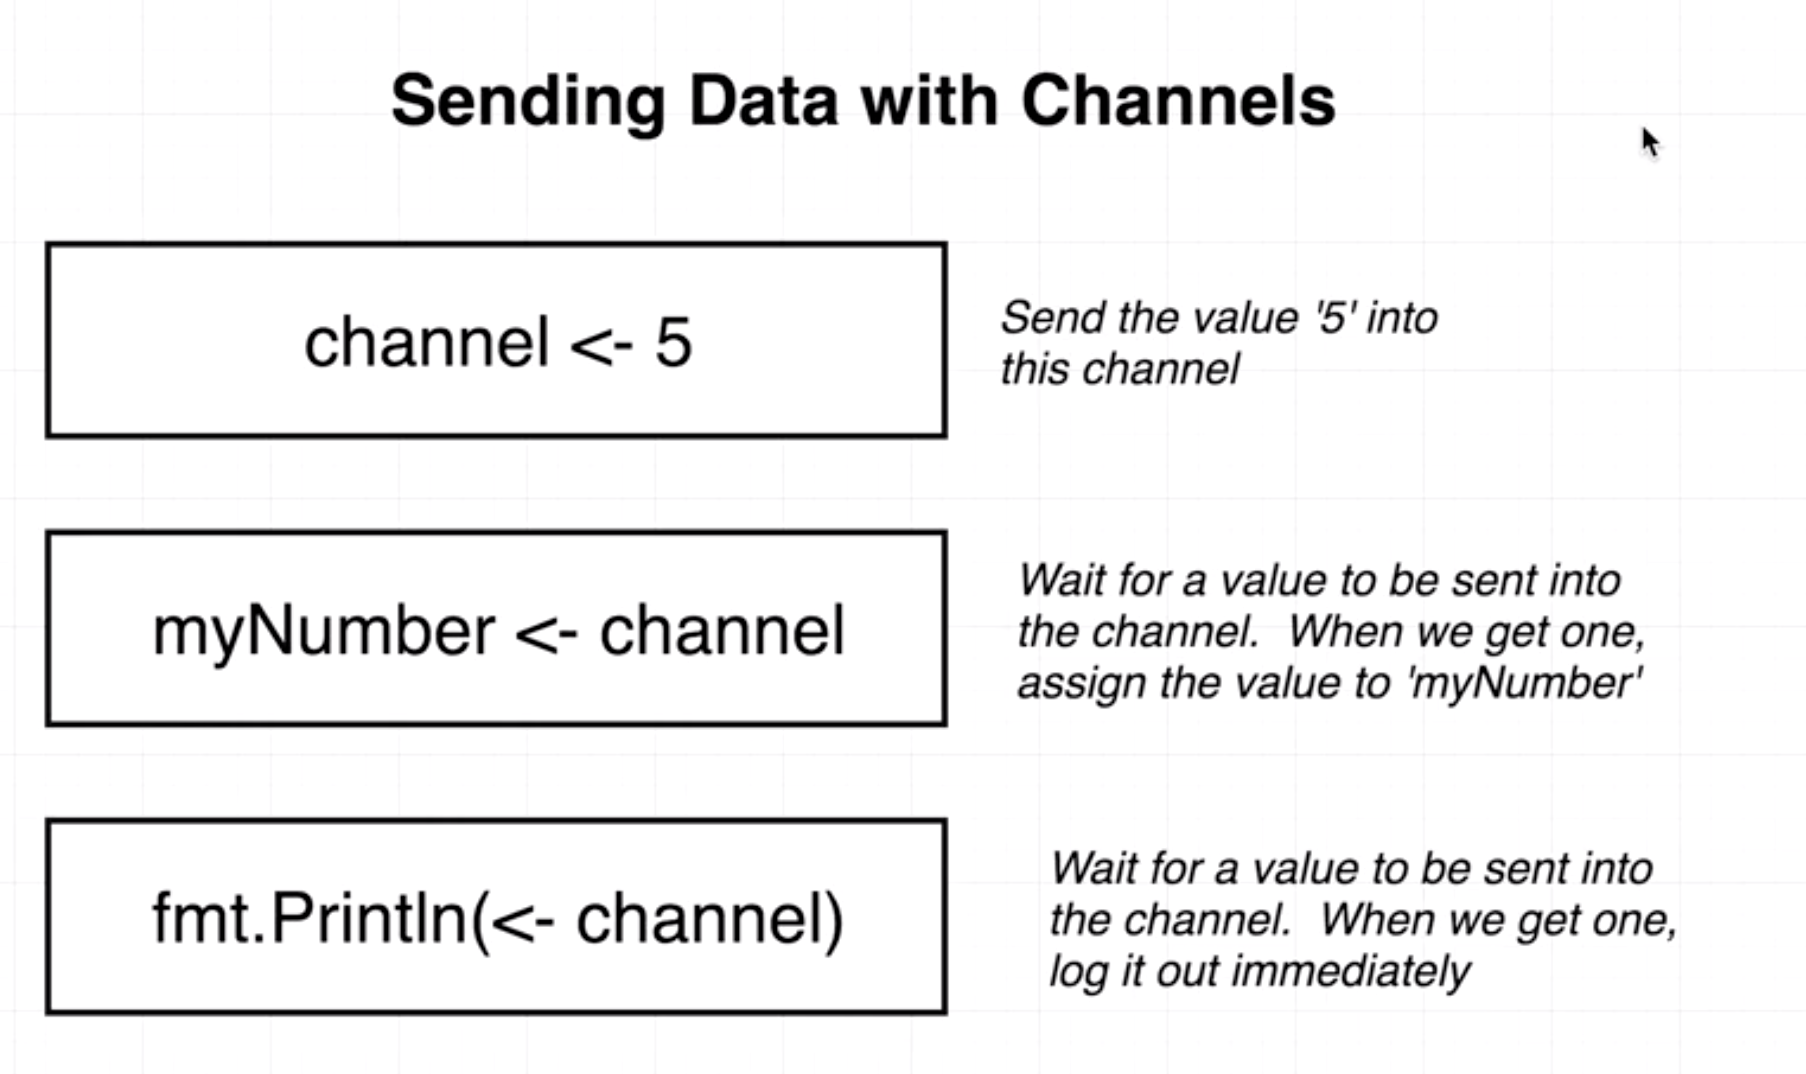 Sending Data with Channels
channel <- 5
Send the value '5' into
this channel
myNumber <- channel
Wait for a value to be sent into
the channel.  When we get one,
assign the value to 'myNumber'
fmt.Println(<- channel)
Wait for a value to be sent into
the channel.  When we get one,
log it out immediately